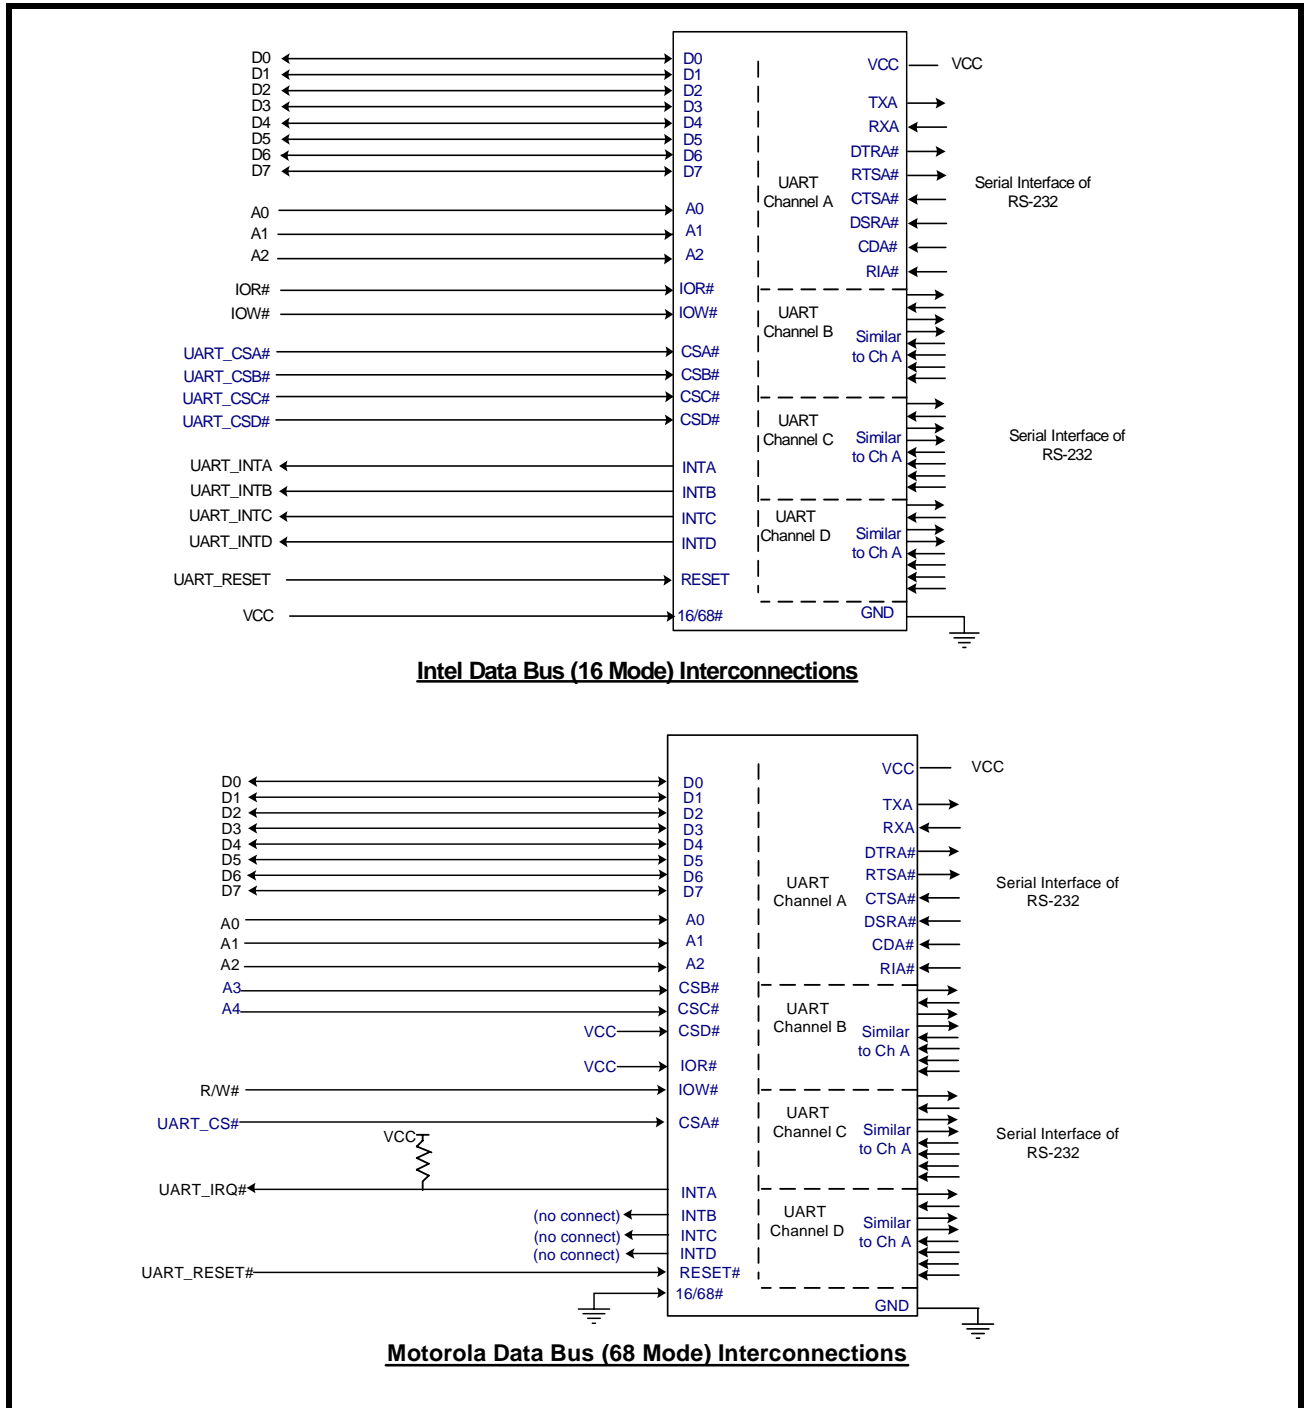 D0 D0 VCC VCC
D1 D1
D2 D2
D3 D3 TXA
D4 D4 RXA
D5 D5 DTRA#
D6 D6
D7 D7 RTSA#
UART
Channel A
Serial Interface of
RS-232
CTSA#
A0 A0
DSRA#
A1 A1
CDA#
A2 A2
RIA#
IOR# IOR#
IOW# IOW#
UART
Channel B
Similar
to Ch A
UART_CSA# CSA#
UART_CSB# CSB#
UART_CSC# CSC#
UART_CSD# CSD#
UART
Channel C
Similar
to Ch A
Serial Interface of
RS-232
UART_INTA INTA
UART_INTB INTB
UART_INTC INTC
UART_INTD INTD
UART
Channel D
Similar
to Ch A
UART_RESET RESET
VCC 16/68# GND
Intel Data Bus (16 Mode) Interconnections
VCC VCC
D0 D0
D1 D1
D2 D2 TXA
D3 D3 RXA
D4 D4
D5 D5 DTRA#
D6 D6 RTSA#
D7 D7
UART
Channel A
Serial Interface of
RS-232
CTSA#
A0 A0 DSRA#
A1 A1 CDA#
A2 A2 RIA#
A3 CSB#
A4 CSC#
VCC CSD#
UART
Channel B
Similar
to Ch A
VCC IOR#
R/W# IOW#
UART_CS# CSA#
UART
Channel C
Similar
to Ch A
Serial Interface of
RS-232
VCC
UART_IRQ# INTA
(no connect) INTB
(no connect) INTC
(no connect) INTD
UART
Channel D
Similar
to Ch A
UART_RESET# RESET#
16/68#
GND
Motorola Data Bus (68 Mode) Interconnections